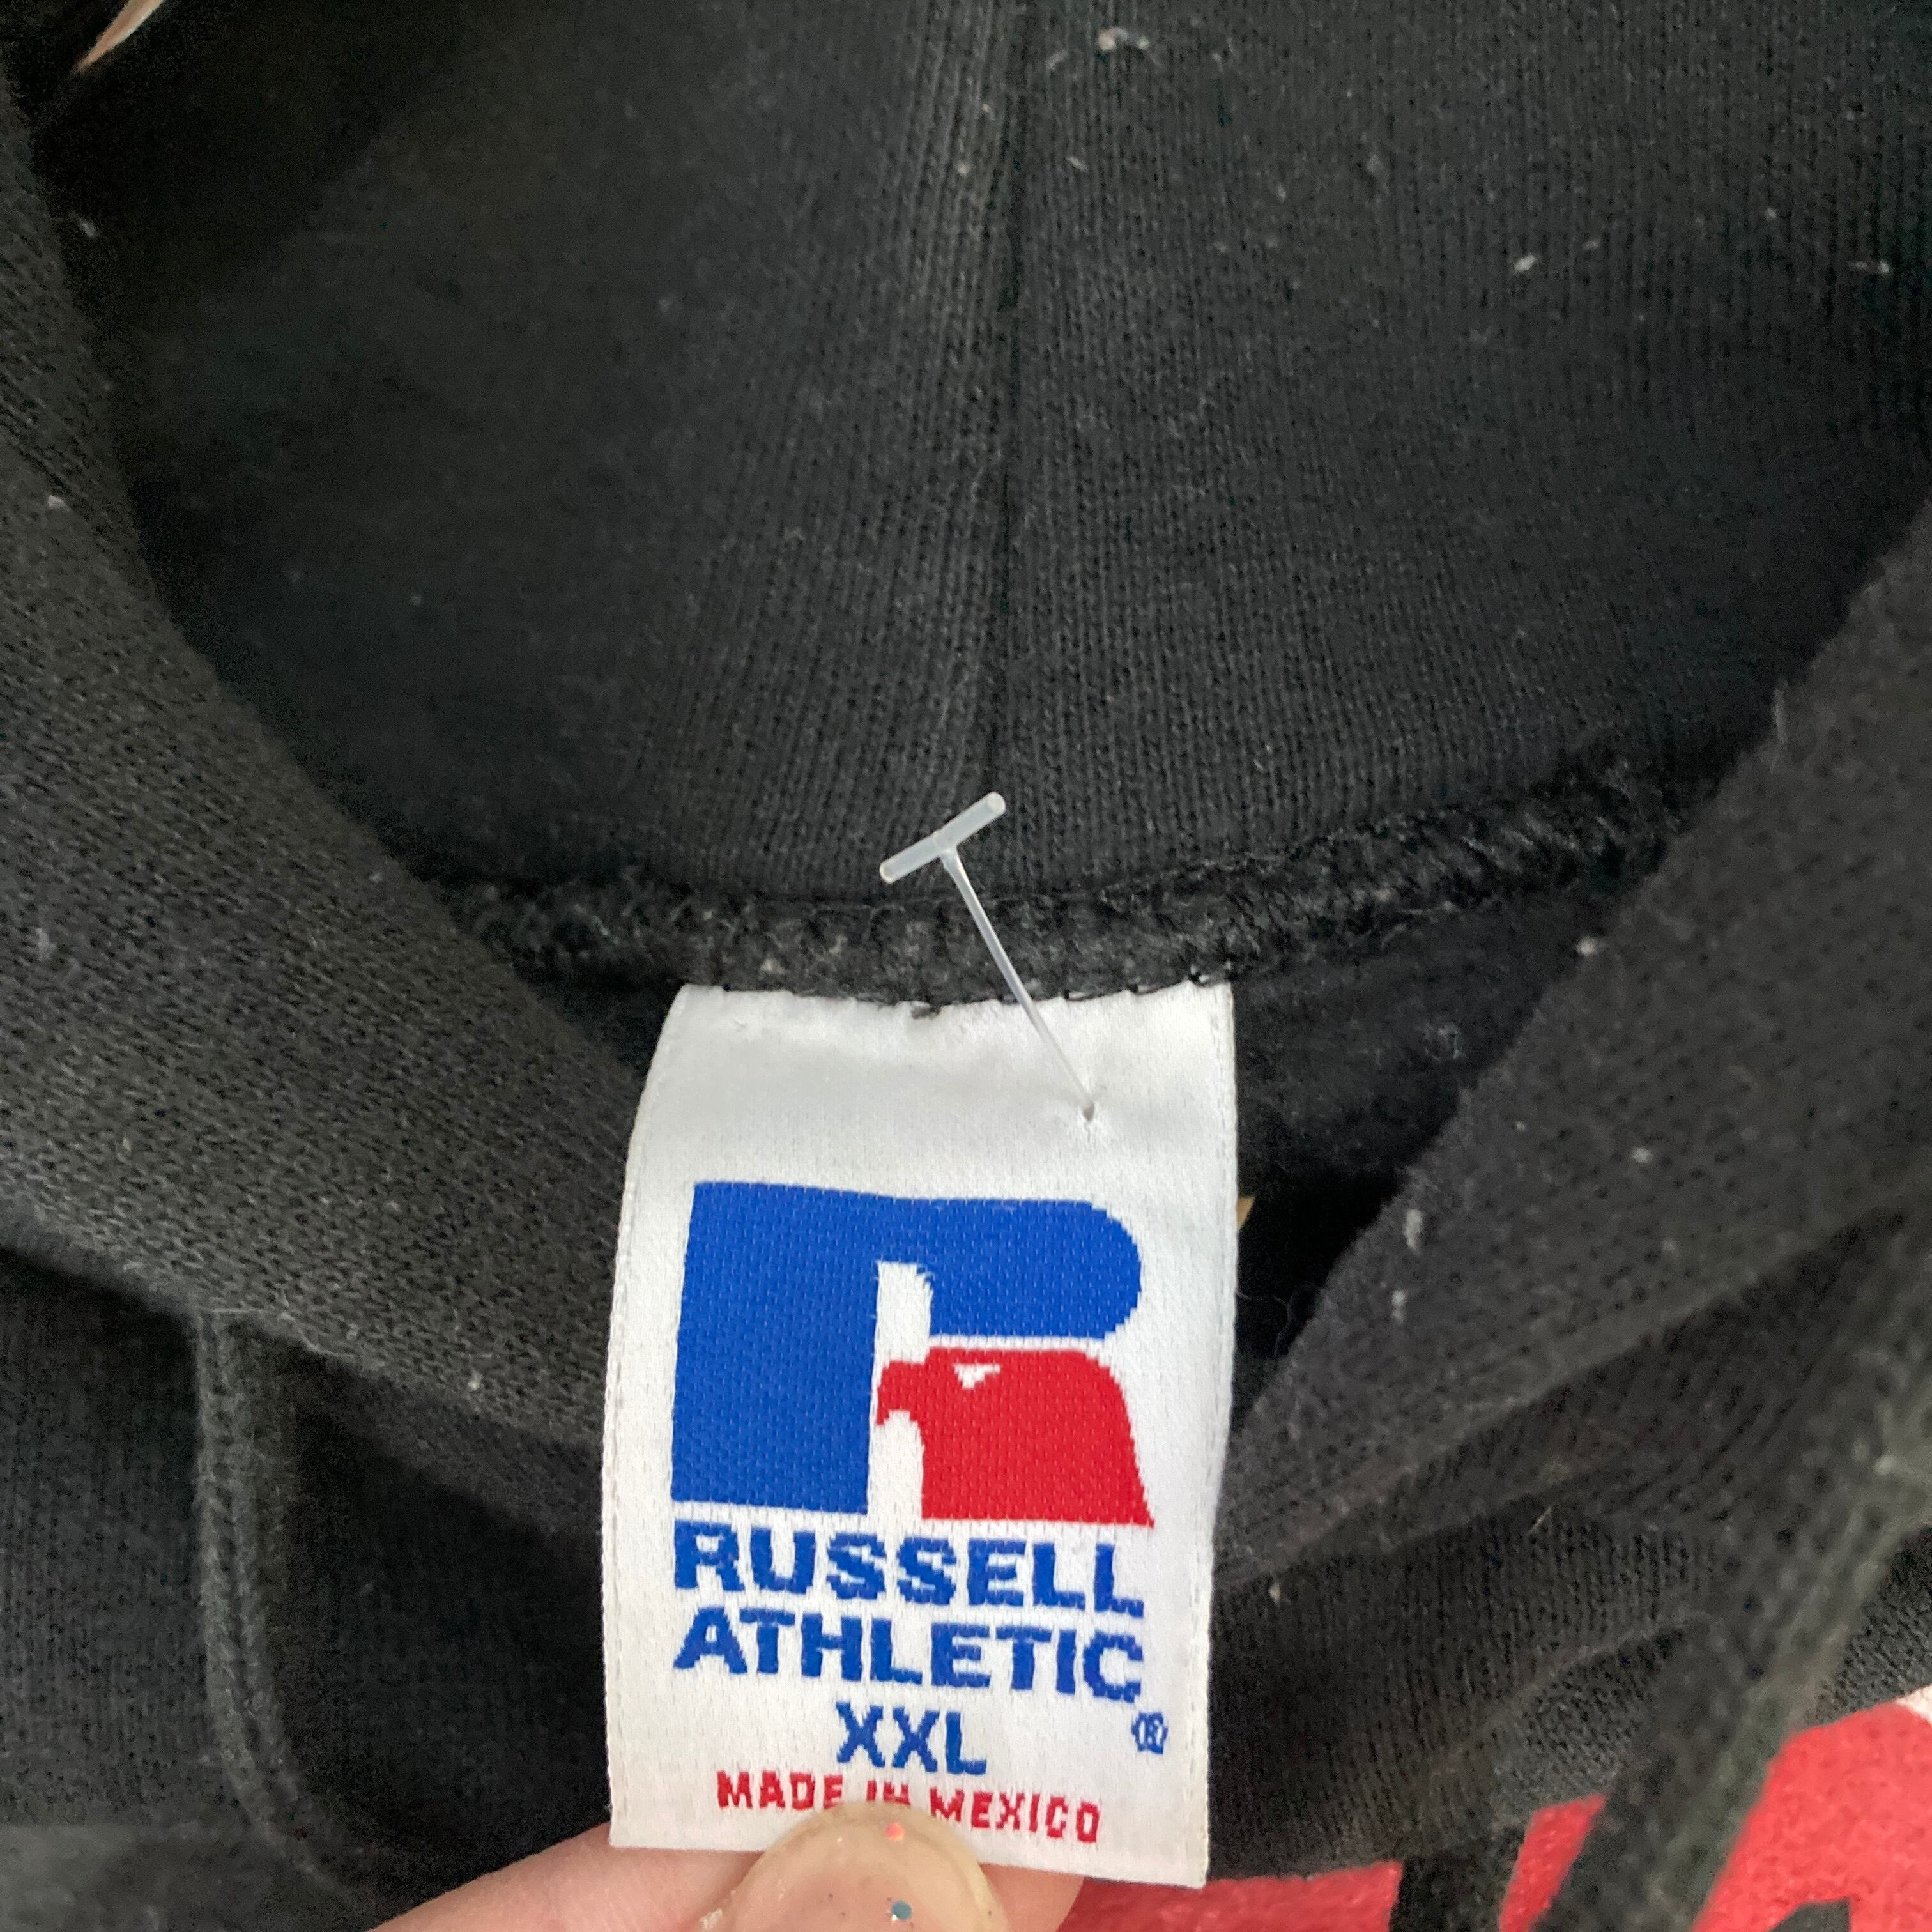 RUSSELL
ATHLETIC®
XXL
MADE IN MEXICO